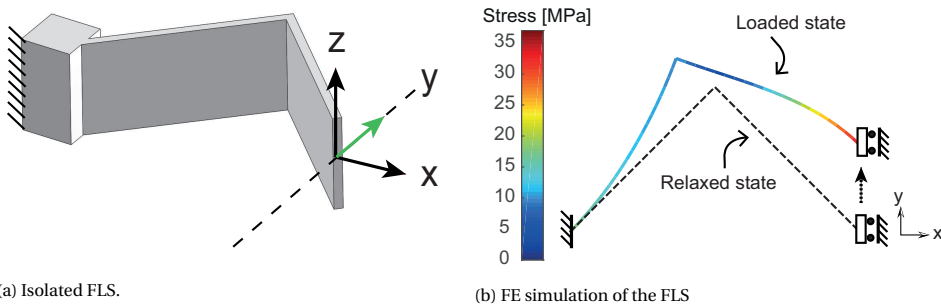 z
y
x
(a) Isolated FLS.
Stress [MPa]
35
30
25
20
15
10
5
0
Loaded state
Relaxed state
y
x
(b) FE simulation of the FLS